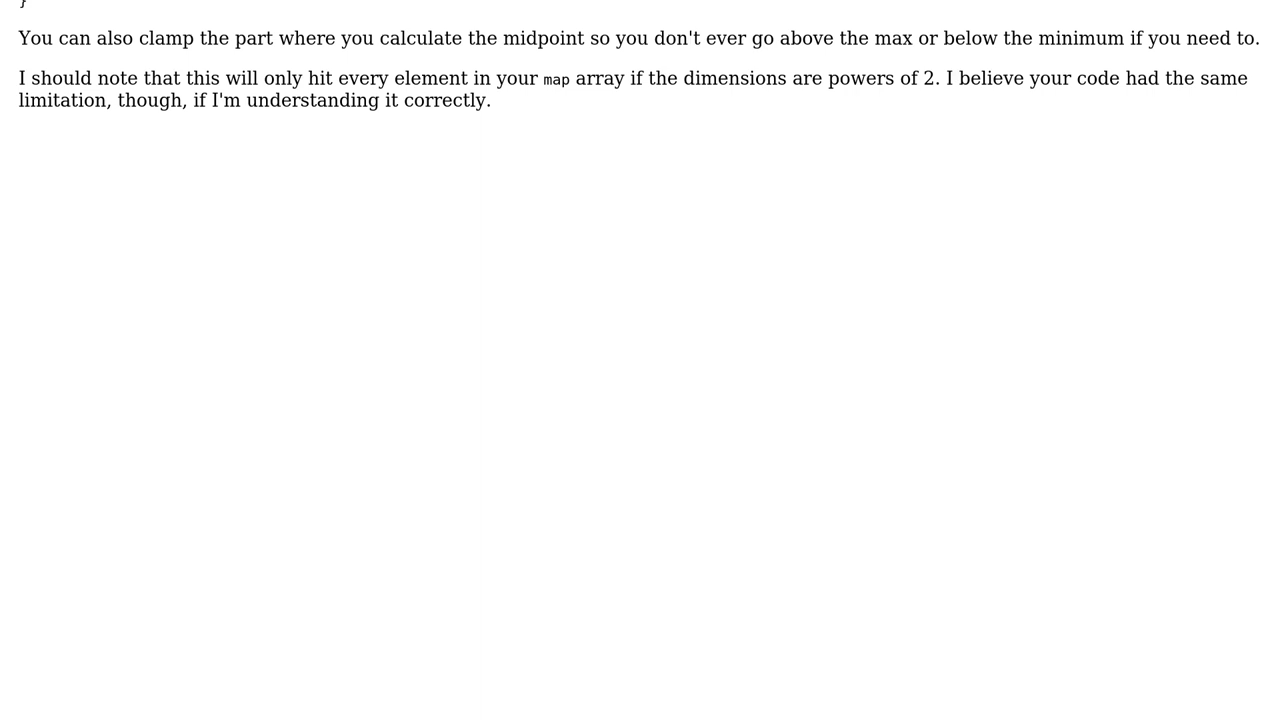 }
You can also clamp the part where you calculate the midpoint so you don't ever go above the max or below the minimum if you need to.
I should note that this will only hit every element in your map array if the dimensions are powers of 2. I believe your code had the same
limitation, though, if I'm understanding it correctly.